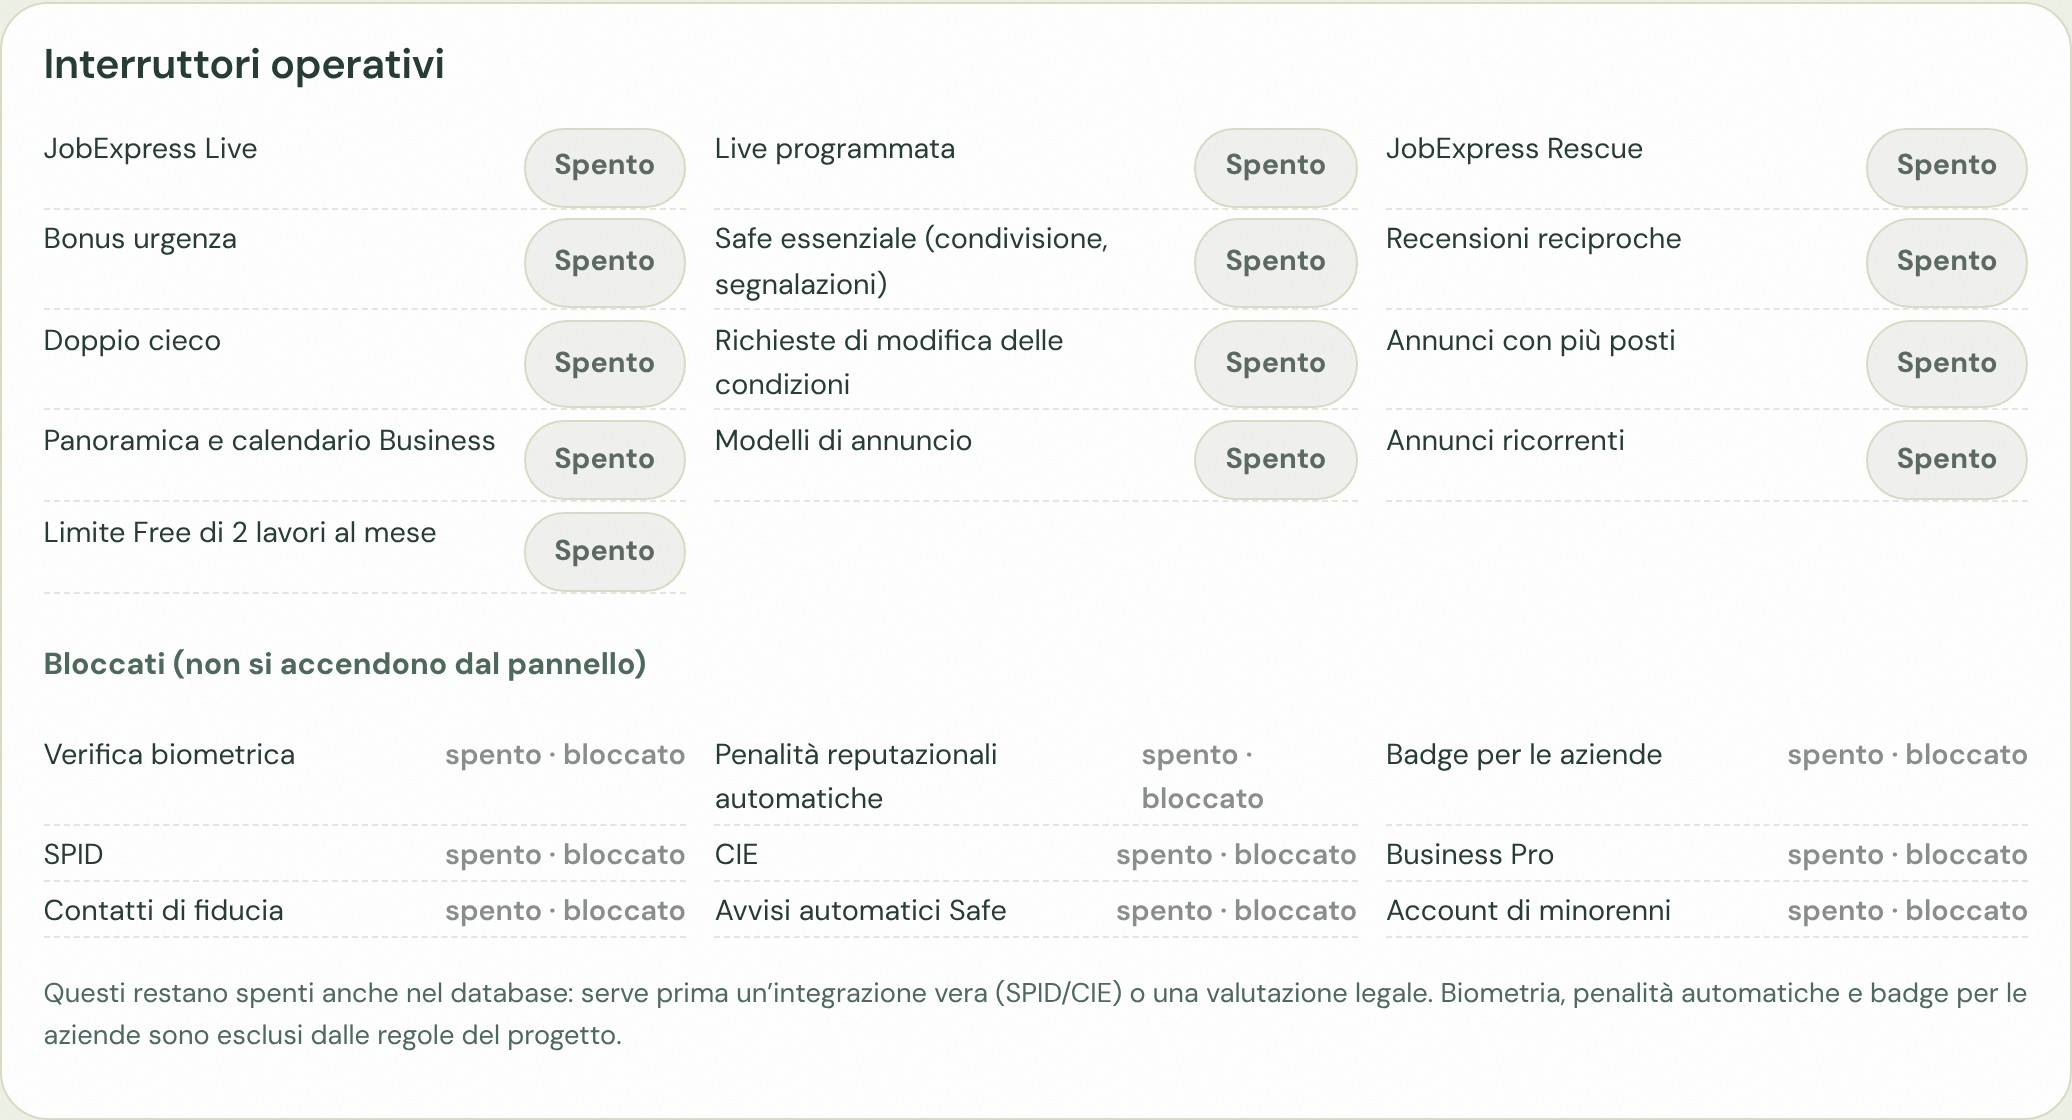 Interruttori operativi
JobExpress Live Spento Live programmata Spento JobExpress Rescue Spento
Bonus urgenza Spento Safe essenziale (condivisione, segnalazioni) Spento Recensioni reciproche Spento
Doppio cieco Spento Richieste di modifica delle condizioni Spento Annunci con più posti Spento
Panoramica e calendario Business Spento Modelli di annuncio Spento Annunci ricorrenti Spento
Limite Free di 2 lavori al mese Spento
Bloccati (non si accendono dal pannello)
Verifica biometrica spento · bloccato Penalità reputazionali automatiche spento · bloccato Badge per le aziende spento · bloccato
SPID spento · bloccato CIE spento · bloccato Business Pro spento · bloccato
Contatti di fiducia spento · bloccato Avvisi automatici Safe spento · bloccato Account di minorenni spento · bloccato
Questi restano spenti anche nel database: serve prima un’integrazione vera (SPID/CIE) o una valutazione legale. Biometria, penalità automatiche e badge per le
aziende sono esclusi dalle regole del progetto.